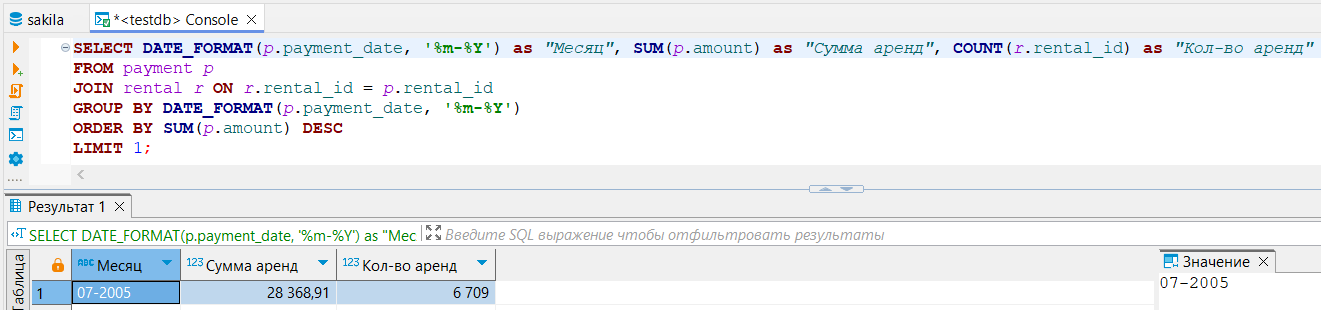 sakila
*<testdb> Console
SELECT DATE_FORMAT(p.payment_date, '%m-%Y') as "Месяц", SUM(p.amount) as "Сумма аренд", COUNT(r.rental_id) as "Кол-во аренд"
FROM payment p
JOIN rental r ON r.rental_id = p.rental_id
GROUP BY DATE_FORMAT(p.payment_date, '%m-%Y')
ORDER BY SUM(p.amount) DESC
LIMIT 1;
Результат 1
SELECT DATE_FORMAT(p.payment_date, '%m-%Y') as "Мес
Введите SQL выражение чтобы отфильтровать результаты
Таблица
ABC Месяц
123 Сумма аренд
123 Кол-во аренд
Значение
1
07-2005
28 368,91
6 709
07-2005